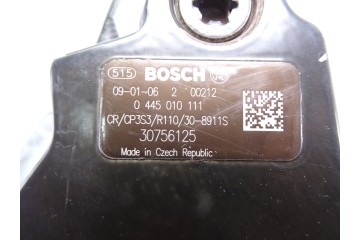 515 BOSCH
09-01-06 2 00212
0 445 010 111
CR/CP3S3/R110/30-8911S
30756125
Made in Czech Republic